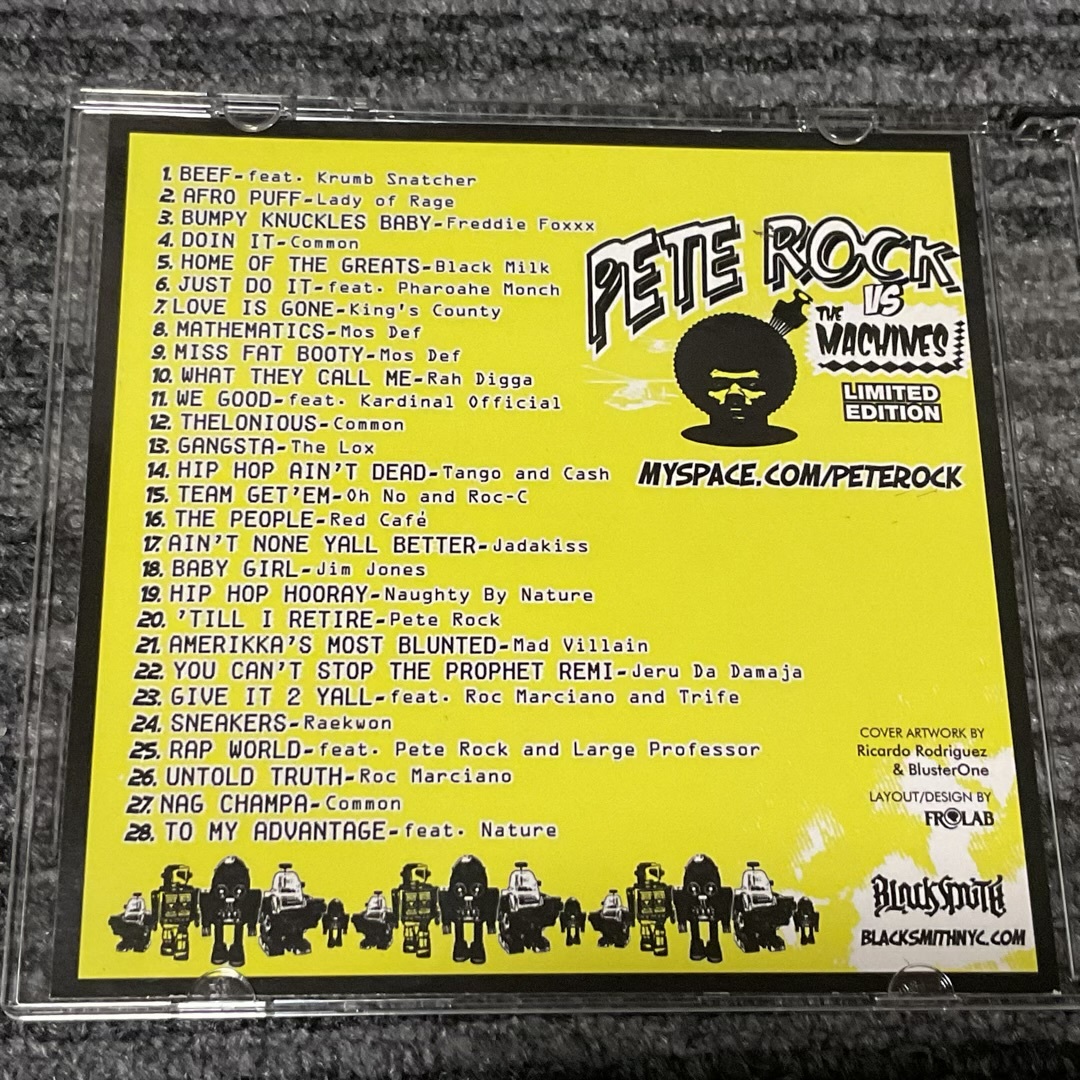 1. BEEF-feat. Krumb Snatcher
2. AFRO PUFF-Lady of Rage
3. BUMPY KNUCKLES BABY-Freddie Foxxx
4. DOIN IT-Common
5. HOME OF THE GREATS-Black Milk
6. JUST DO IT-feat. Pharoahe Monch
7. LOVE IS GONE-King's County
8. MATHEMATICS-Mos Def
9. MISS FAT BOOTY-Mos Def
10. WHAT THEY CALL ME-Rah Digga
11. WE GOOD-feat. Kardinal Official
12. THELONIOUS-Common
13. GANGSTA-The Lox
14. HIP HOP AIN'T DEAD-Tango and Cash
15. TEAM GET'EM-Oh No and Roc-C
16. THE PEOPLE-Red Café
17. AIN'T NONE YALL BETTER-Jadakiss
18. BABY GIRL-Jim Jones
19. HIP HOP HOORAY-Naughty By Nature
20. 'TILL I RETIRE-Pete Rock
21. AMERIKKA'S MOST BLUNTED-Mad Villain
22. YOU CAN'T STOP THE PROPHET REMI-Jeru Da Damaja
23. GIVE IT 2 YALL-feat. Roc Marciano and Trife
24. SNEAKERS-Raekwon
25. RAP WORLD-feat. Pete Rock and Large Professor
26. UNTOLD TRUTH-Roc Marciano
27. NAG CHAMPA-Common
28. TO MY ADVANTAGE-feat. Nature
PETE ROCK
VS
THE
MACHINES
LIMITED
EDITION
MYSPACE.COM/PETEROCK
COVER ARTWORK BY
Ricardo Rodriguez
& BlusterOne
LAYOUT/DESIGN BY
FROLAB
BLACKSMITH
BLACKSMITHNYC.COM